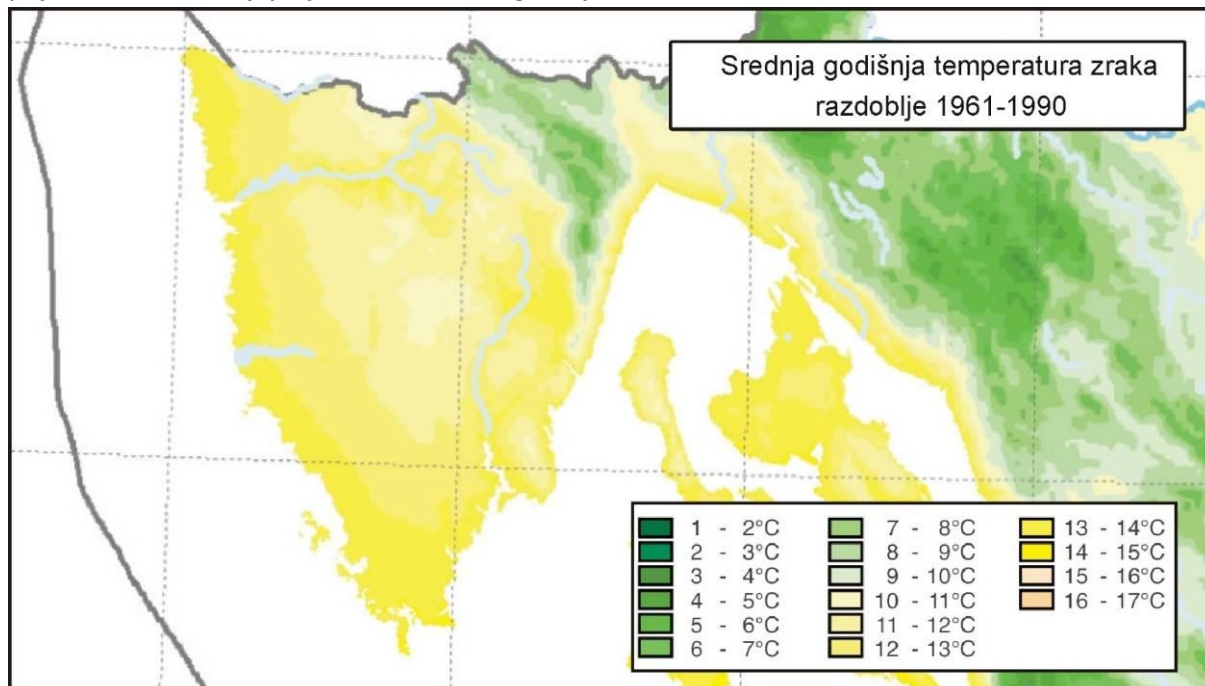 Srednja godišnja temperatura zraka
razdoblje 1961-1990
1 - 2°C
2 - 3°C
3 - 4°C
4 - 5°C
5 - 6°C
6 - 7°C
7 - 8°C
8 - 9°C
9 - 10°C
10 - 11°C
11 - 12°C
12 - 13°C
13 - 14°C
14 - 15°C
15 - 16°C
16 - 17°C